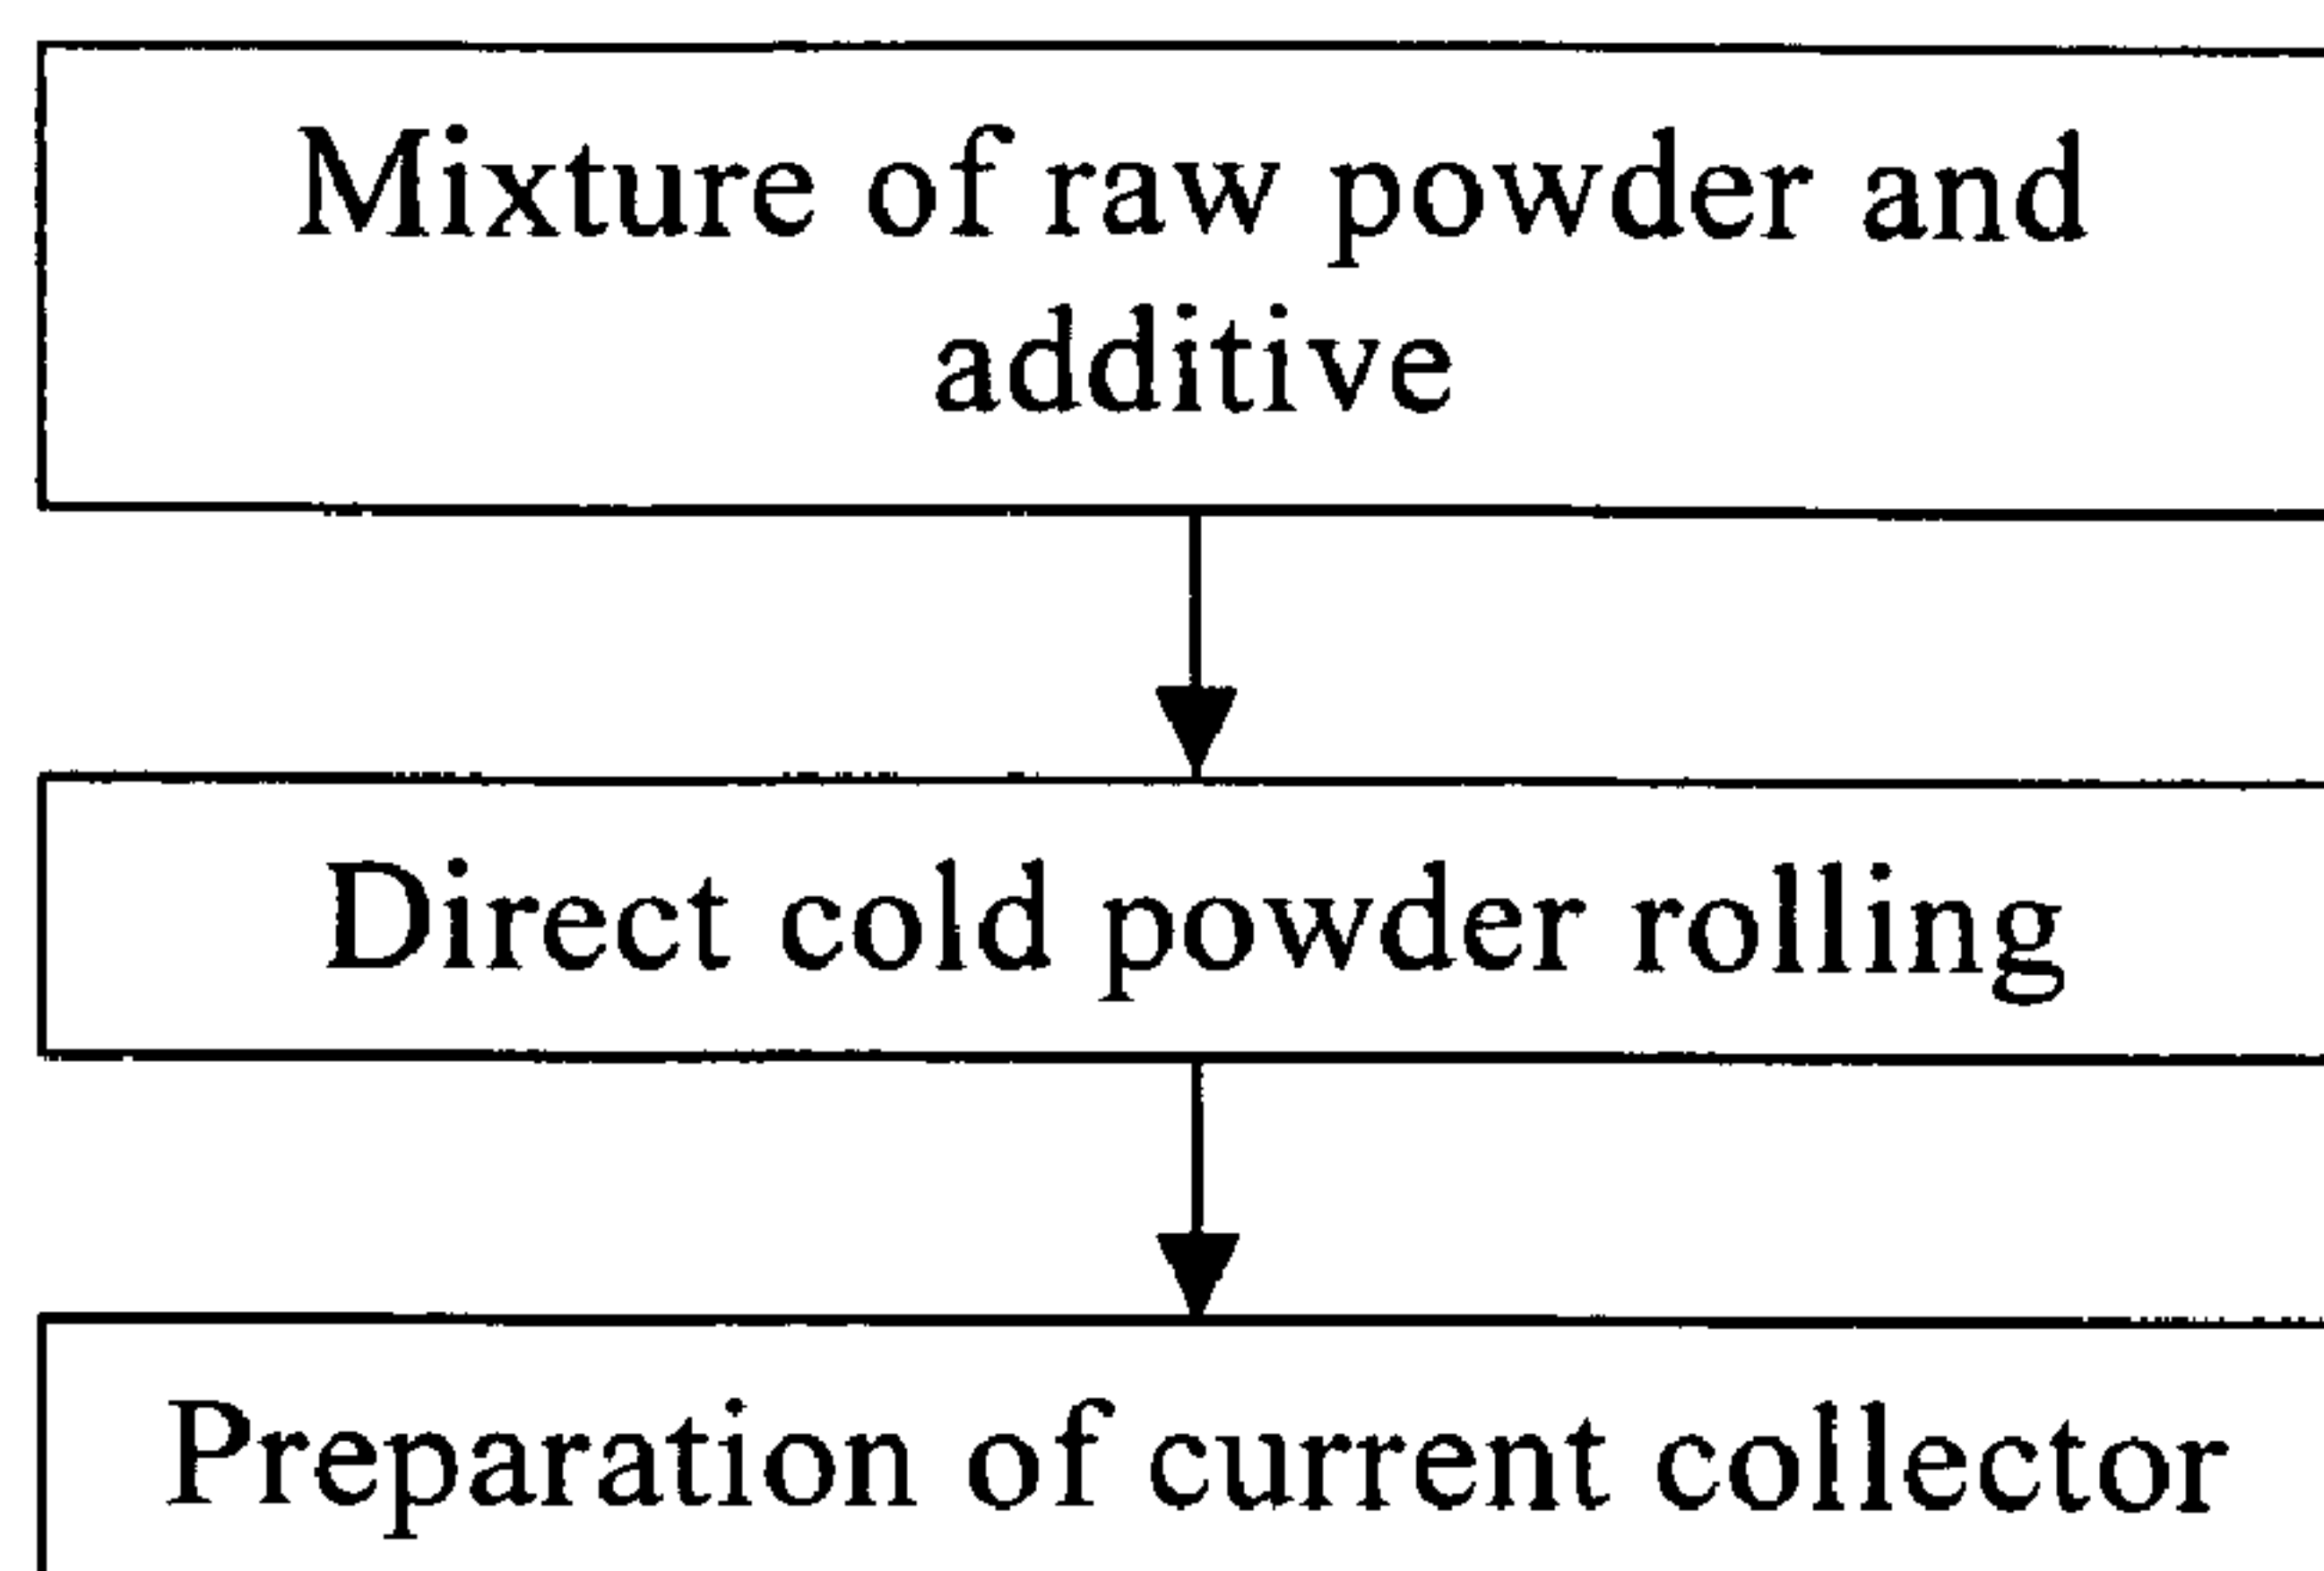 Mixture of raw powder and
additive
Direct cold powder rolling
Preparation of current collector